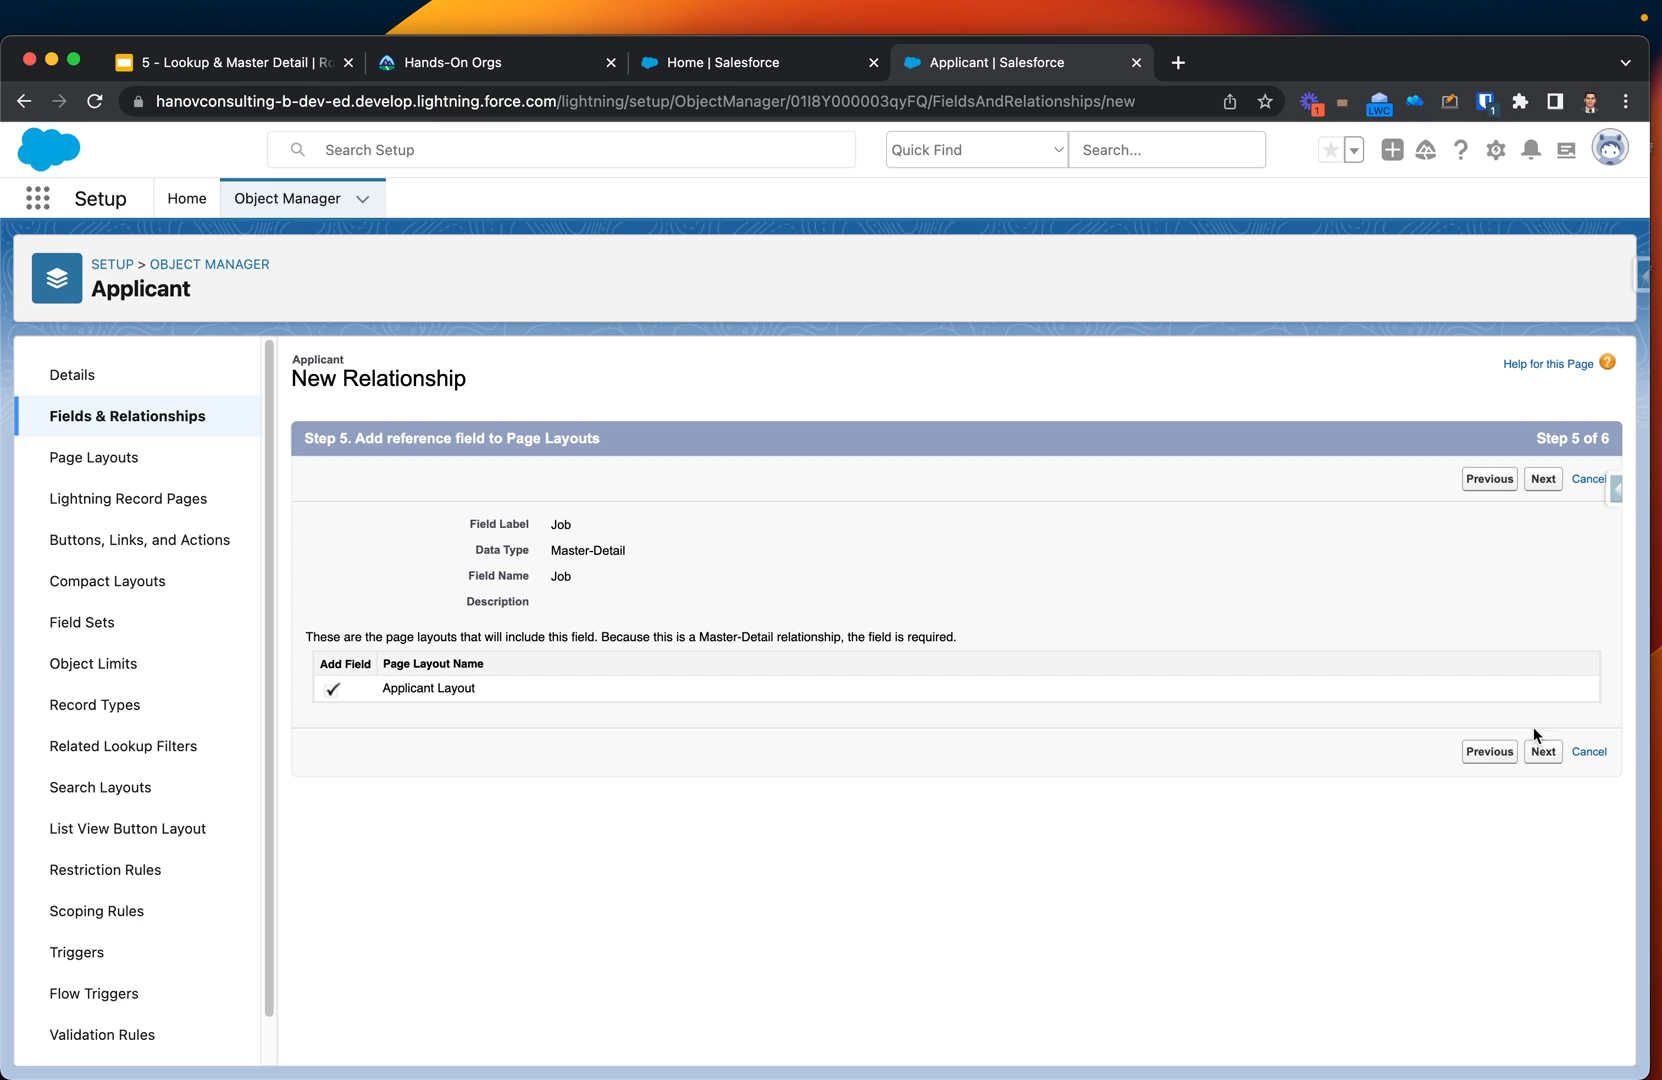 5 - Lookup & Master Detail | Ro
Hands-On Orgs
Home | Salesforce
Applicant | Salesforce
hanovconsulting-b-dev-ed.develop.lightning.force.com/lightning/setup/ObjectManager/01I8Y000003qyFQ/FieldsAndRelationships/new
1
LWC
1
Search Setup
Quick Find
Search...
Setup
Home
Object Manager
SETUP > OBJECT MANAGER
Applicant
Details
Fields & Relationships
Page Layouts
Lightning Record Pages
Buttons, Links, and Actions
Compact Layouts
Field Sets
Object Limits
Record Types
Related Lookup Filters
Search Layouts
List View Button Layout
Restriction Rules
Scoping Rules
Triggers
Flow Triggers
Validation Rules
Applicant
New Relationship
Help for this Page ?
Step 5. Add reference field to Page Layouts
Step 5 of 6
Previous Next Cancel
Field Label Job
Data Type Master-Detail
Field Name Job
Description
These are the page layouts that will include this field. Because this is a Master-Detail relationship, the field is required.
Add Field Page Layout Name
Applicant Layout
Previous Next Cancel